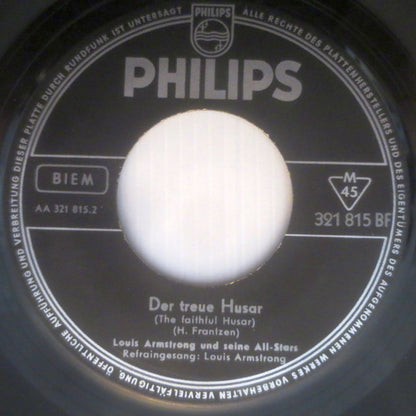 ALLE RECHTE DES PLATTENHERSTELLERS UND DES EIGENTÜMERS DES AUFGENOMMENEN WERKES VORBEHALTEN VERVIELFÄLTIGUNG, ÖFFENTLICHE AUFFÜHRUNG UND VERBREITUNG DIESER PLATTE DURCH RUNDFUNK IST UNTERSAGT
PHILIPS
PHILIPS
BIEM
M
45
AA 321 815.2
321 815 BF
Der treue Husar
(The faithful Husar)
(H. Frantzen)
Louis Armstrong und seine All-Stars
Refraingesang: Louis Armstrong